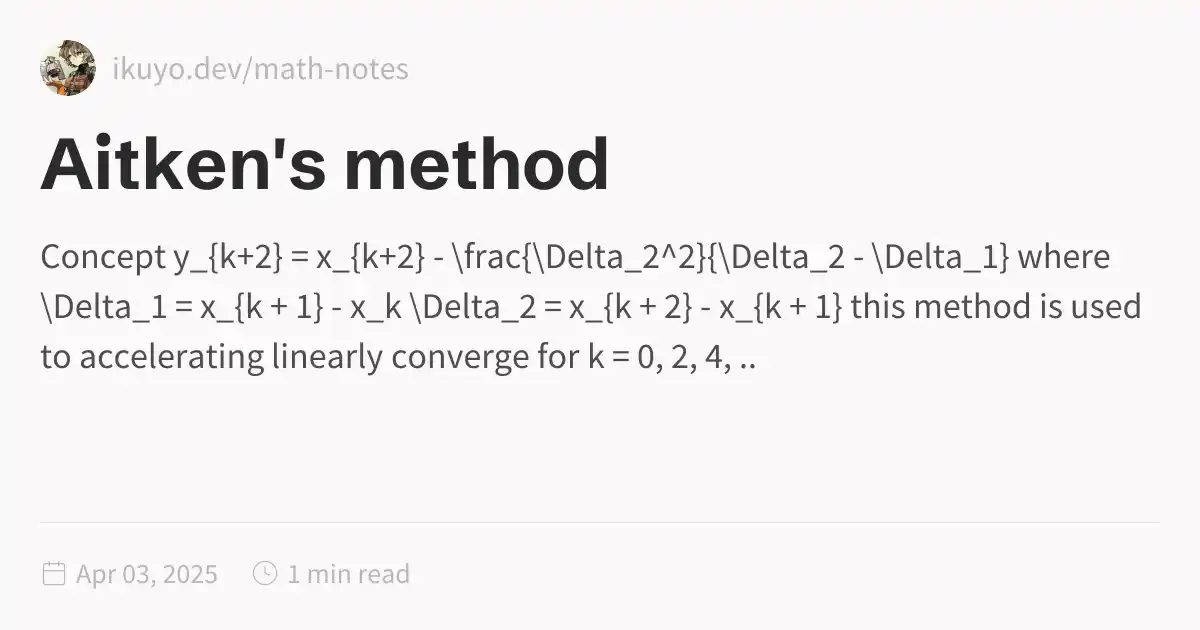 ikuyo.dev/math-notes
Aitken's method
Concept y_{k+2} = x_{k+2} - \frac{\Delta_2^2}{\Delta_2 - \Delta_1} where
\Delta_1 = x_{k + 1} - x_k \Delta_2 = x_{k + 2} - x_{k + 1} this method is used
to accelerating linearly converge for k = 0, 2, 4, ..
Apr 03, 2025
1 min read